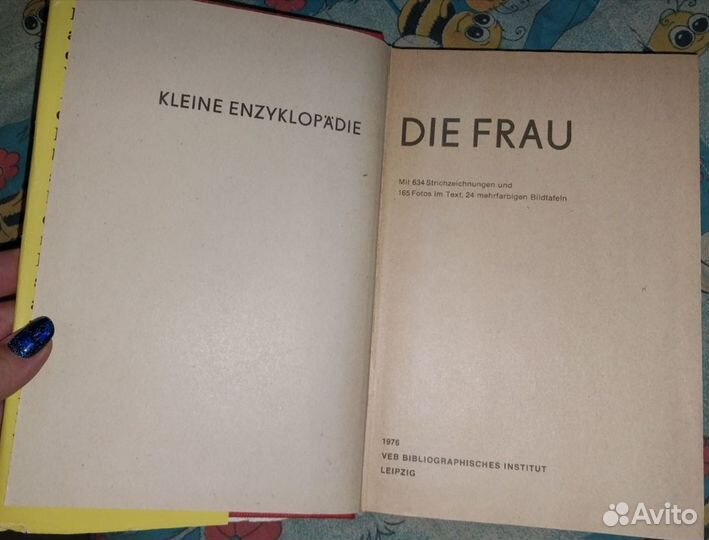 KLEINE ENZYKLOPÄDIE
DIE FRAU
Mit 634 Strichzeichnungen und
165 Fotos im Text, 24 mehrfarbigen Bildtafeln
1976
VEB BIBLIOGRAPHISCHES INSTITUT
LEIPZIG
Avito